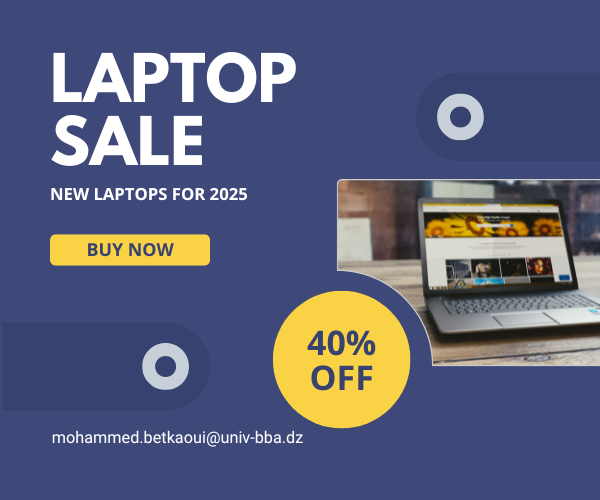 LAPTOP
SALE
NEW LAPTOPS FOR 2025
BUY NOW
40%
OFF
mohammed.betkaoui@univ-bba.dz